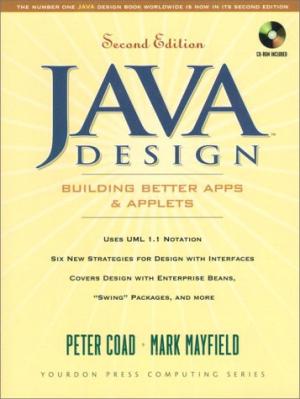 THE NUMBER ONE JAVA DESIGN BOOK WORLDWIDE IS NOW IN ITS SECOND EDITION
CD-ROM INCLUDED
Second Edition
JAVA™
DESIGN
BUILDING BETTER APPS
& APPLETS
USES UML 1.1 NOTATION
SIX NEW STRATEGIES FOR DESIGN WITH INTERFACES
COVERS DESIGN WITH ENTERPRISE BEANS,
"SWING" PACKAGES, AND MORE
PETER COAD • MARK MAYFIELD
YOURDON PRESS COMPUTING SERIES